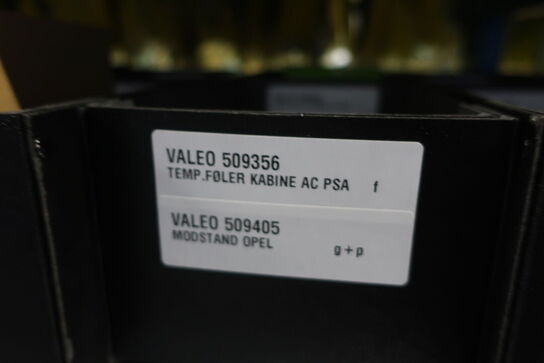 VALEO 509356
TEMP.FØLER KABINE AC PSA f
VALEO 509405
MODSTAND OPEL g+p